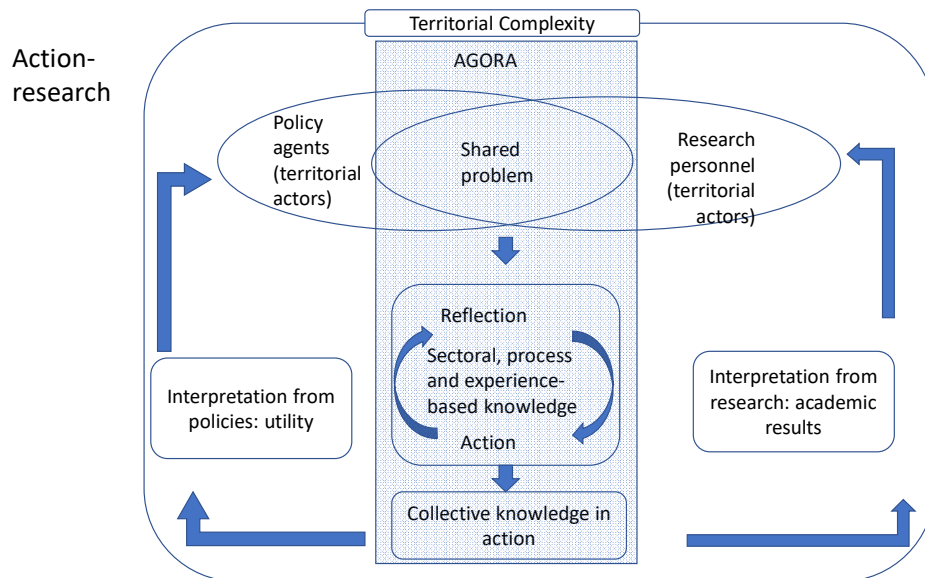 Territorial Complexity
Action-
research
AGORA
Policy
agents
(territorial
actors)
Shared
problem
Research
personnel
(territorial
actors)
Reflection
Sectoral, process
and experience-
based knowledge
Action
Interpretation from
policies: utility
Interpretation from
research: academic
results
Collective knowledge in
action